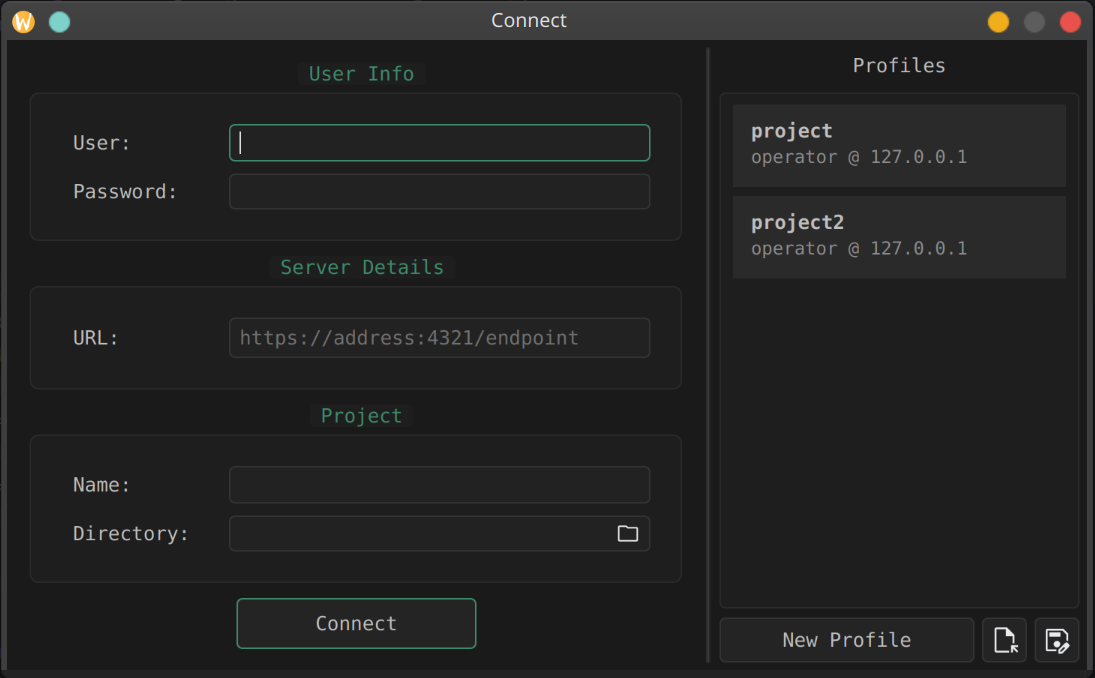 Connect
User Info
User:
Password:
Server Details
URL: https://address:4321/endpoint
Project
Name:
Directory:
Connect
Profiles
project
operator @ 127.0.0.1
project2
operator @ 127.0.0.1
New Profile